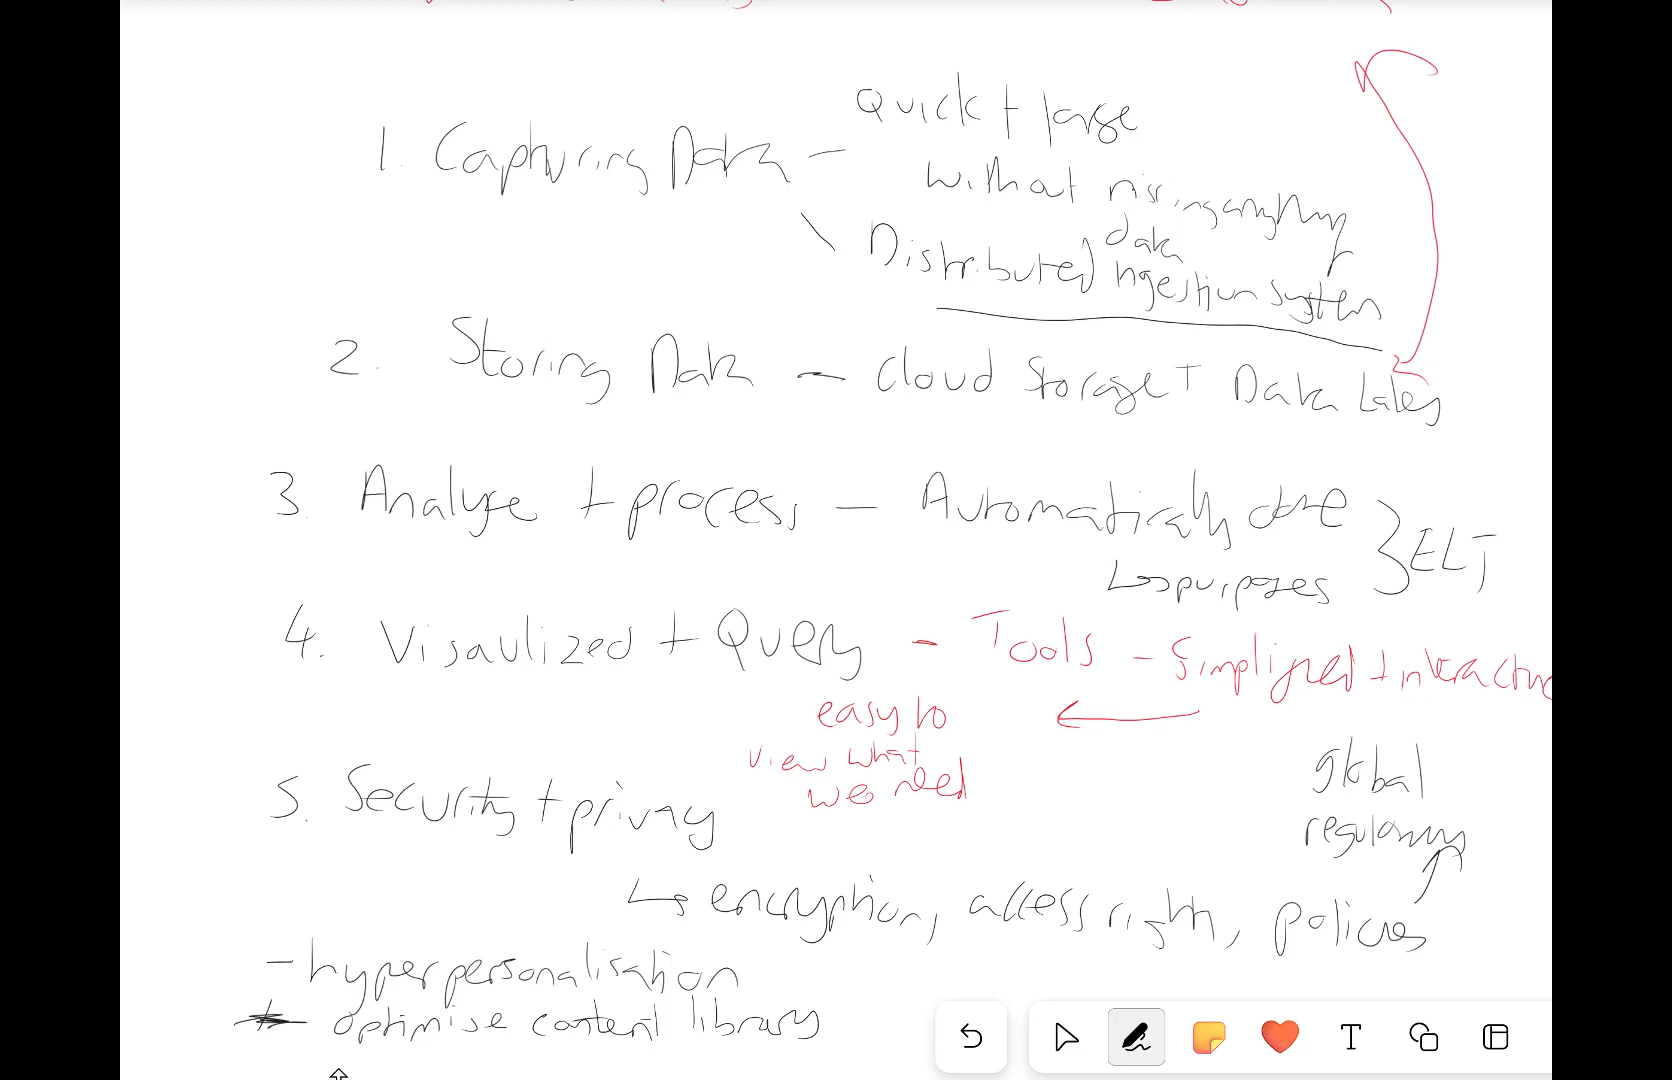 1. Capturing Data - Quick + large
without missing anything
\ Distributed data ingestion system
2. Storing Data - Cloud Storage + Data Lakes
3. Analyse + process - Automatically done
↳ purposes } ELT
4. Visaulized + Query - Tools - Simplified + interactive
easy to ←
view what
we need
5. Security + privacy
↳ encryption, access rights, policies
global
regulations
- hyperpersonalisation
optimise content library
T